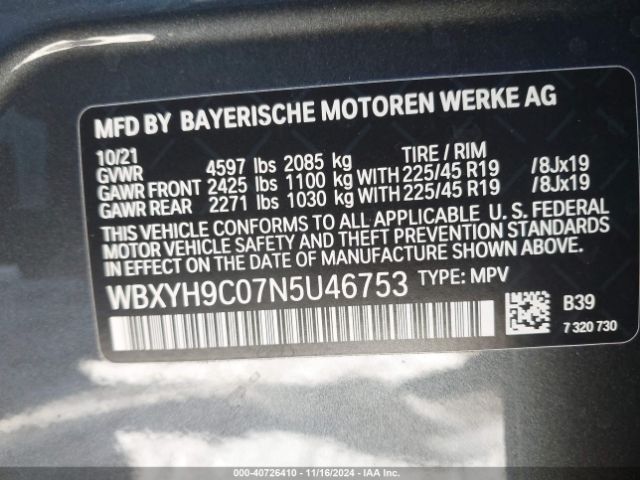 MFD BY BAYERISCHE MOTOREN WERKE AG
10/21 TIRE / RIM
GVWR 4597 lbs 2085 kg
GAWR FRONT 2425 lbs 1100 kg WITH 225/45 R19 /8Jx19
GAWR REAR 2271 lbs 1030 kg WITH 225/45 R19 /8Jx19
THIS VEHICLE CONFORMS TO ALL APPLICABLE U. S. FEDERAL
MOTOR VEHICLE SAFETY AND THEFT PREVENTION STANDARDS
IN EFFECT ON THE DATE OF MANUFACTURE SHOWN ABOVE.
WBXYH9C07N5U46753 TYPE: MPV
B39
7 320 730
000-40726410 - 11/16/2024 - IAA Inc.